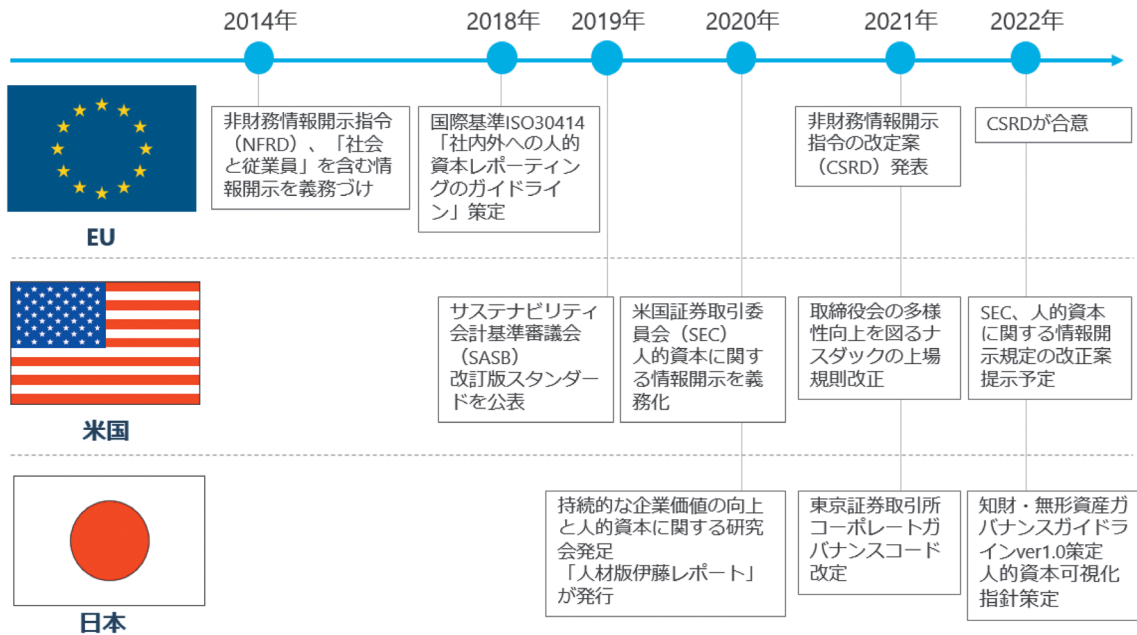 2014年
2018年
2019年
2020年
2021年
2022年
非財務情報開示指令
（NFRD）、「社会
と従業員」を含む情
報開示を義務づけ
国際基準ISO30414
「社内外への人的
資本レポーティン
グのガイドライ
ン」策定
非財務情報開示
指令の改定案
（CSRD）発表
CSRDが合意
EU
サステナビリティ
会計基準審議会
（SASB）
改訂版スタンダー
ドを公表
米国証券取引委
員会（SEC）
人的資本に関す
る情報開示を義
務化
取締役会の多様
性向上を図るナ
スダックの上場
規則改正
SEC、人的資本
に関する情報開
示規定の改正案
提示予定
米国
持続的な企業価値の向上
と人的資本に関する研究
会発足
「人材版伊藤レポート」
が発行
東京証券取引所
コーポレートガ
バナンスコード
改定
知財・無形資産ガ
バナンスガイドラ
インver1.0策定
人的資本可視化
指針策定
日本